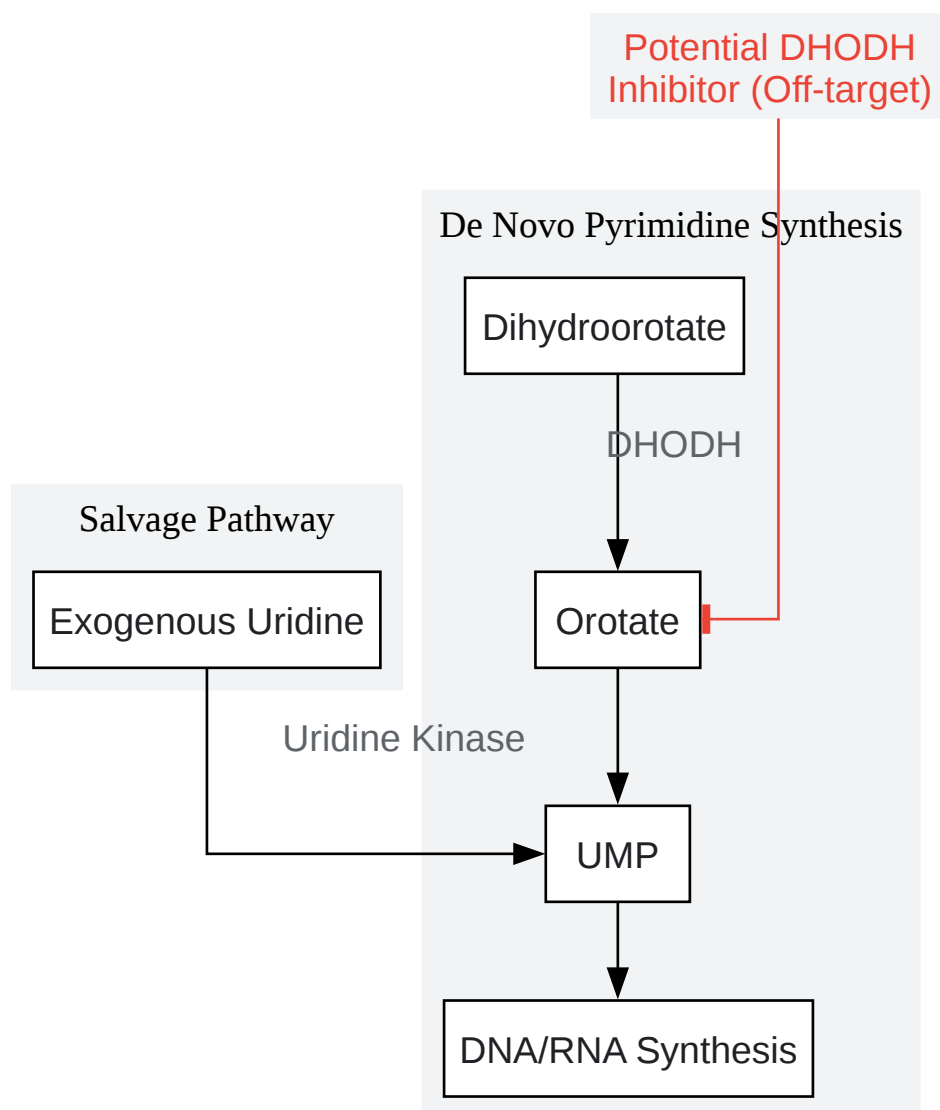 Potential DHODH
Inhibitor (Off-target)
De Novo Pyrimidine Synthesis
Dihydroorotate
DHODH
Salvage Pathway
Exogenous Uridine
Orotate
Uridine Kinase
UMP
DNA/RNA Synthesis